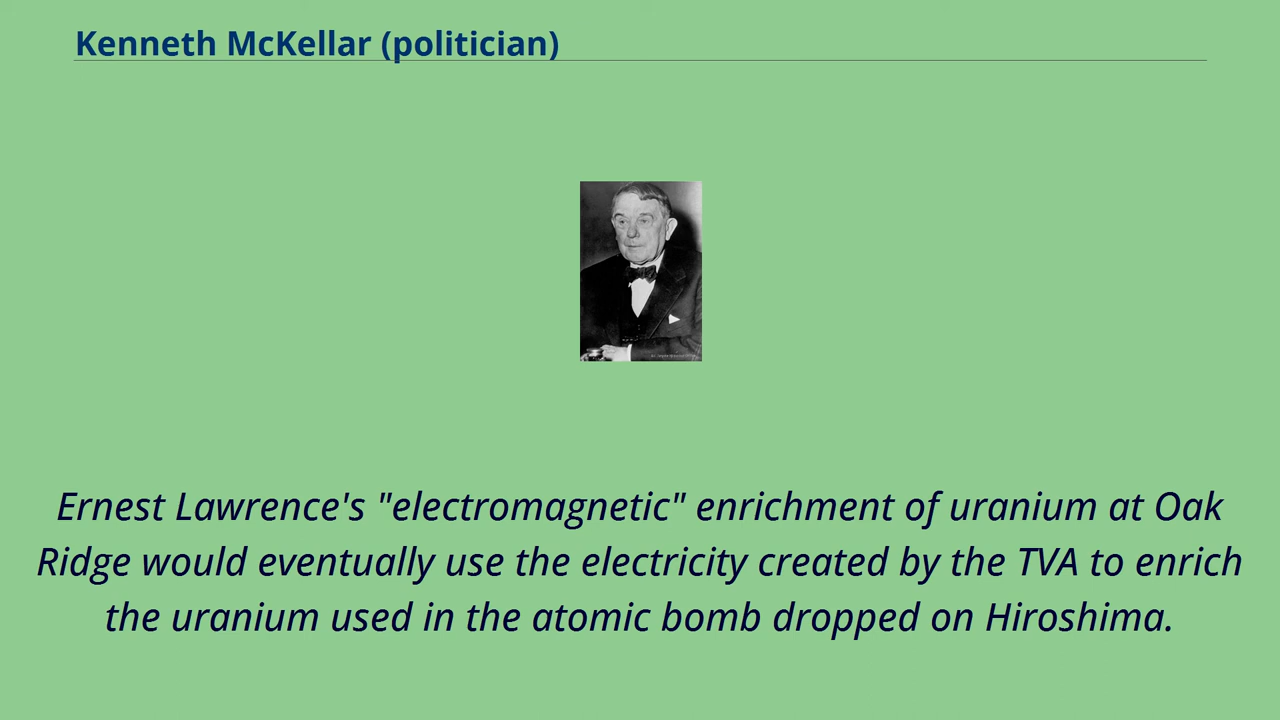 Kenneth McKellar (politician)
Ernest Lawrence's "electromagnetic" enrichment of uranium at Oak
Ridge would eventually use the electricity created by the TVA to enrich
the uranium used in the atomic bomb dropped on Hiroshima.